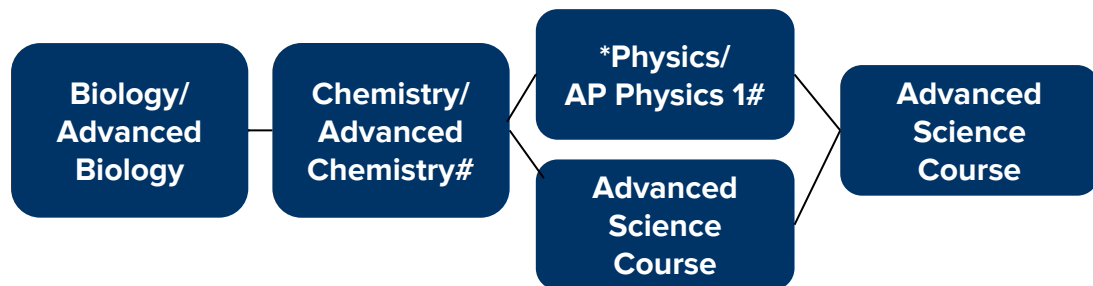 Biology/
Advanced
Biology
Chemistry/
Advanced
Chemistry#
*Physics/
AP Physics 1#
Advanced
Science
Course
Advanced
Science
Course